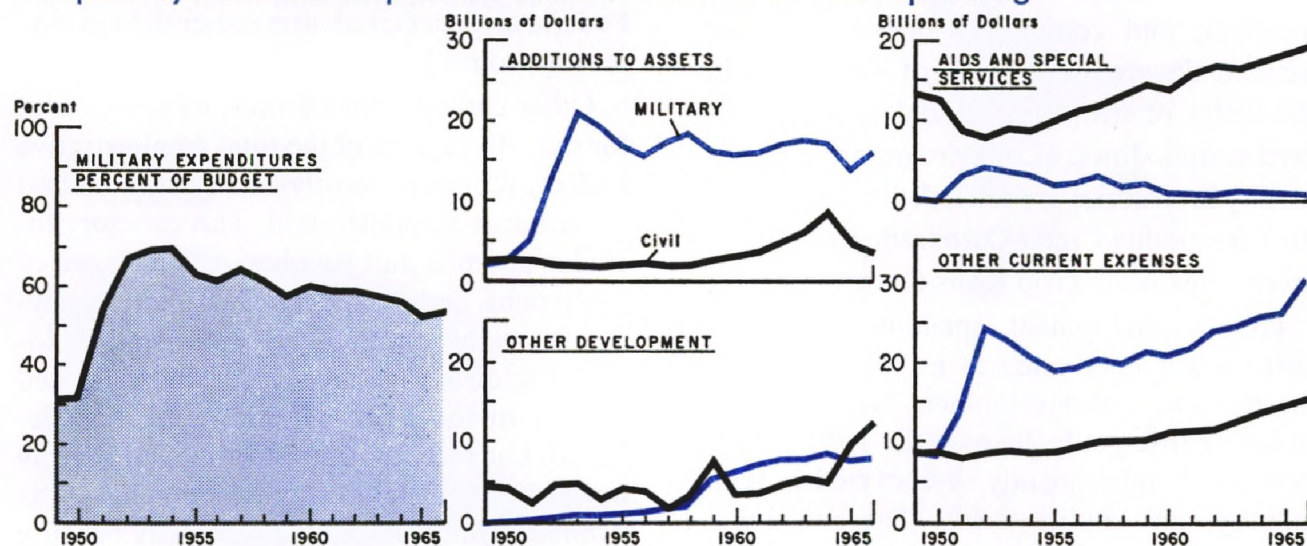 Billions of Dollars
30
20
10
0
ADDITIONS TO ASSETS
MILITARY
Civil
Billions of Dollars
20
10
0
AIDS AND SPECIAL
SERVICES
Percent
100
80
60
40
20
0
MILITARY EXPENDITURES
PERCENT OF BUDGET
1950 1955 1960 1965
20
10
0
OTHER DEVELOPMENT
1950 1955 1960 1965
30
20
10
0
OTHER CURRENT EXPENSES
1950 1955 1960 1965